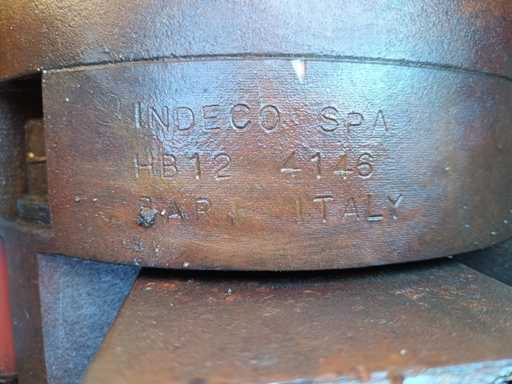 INDECO SPA
HB12 4146
BARI ITALY